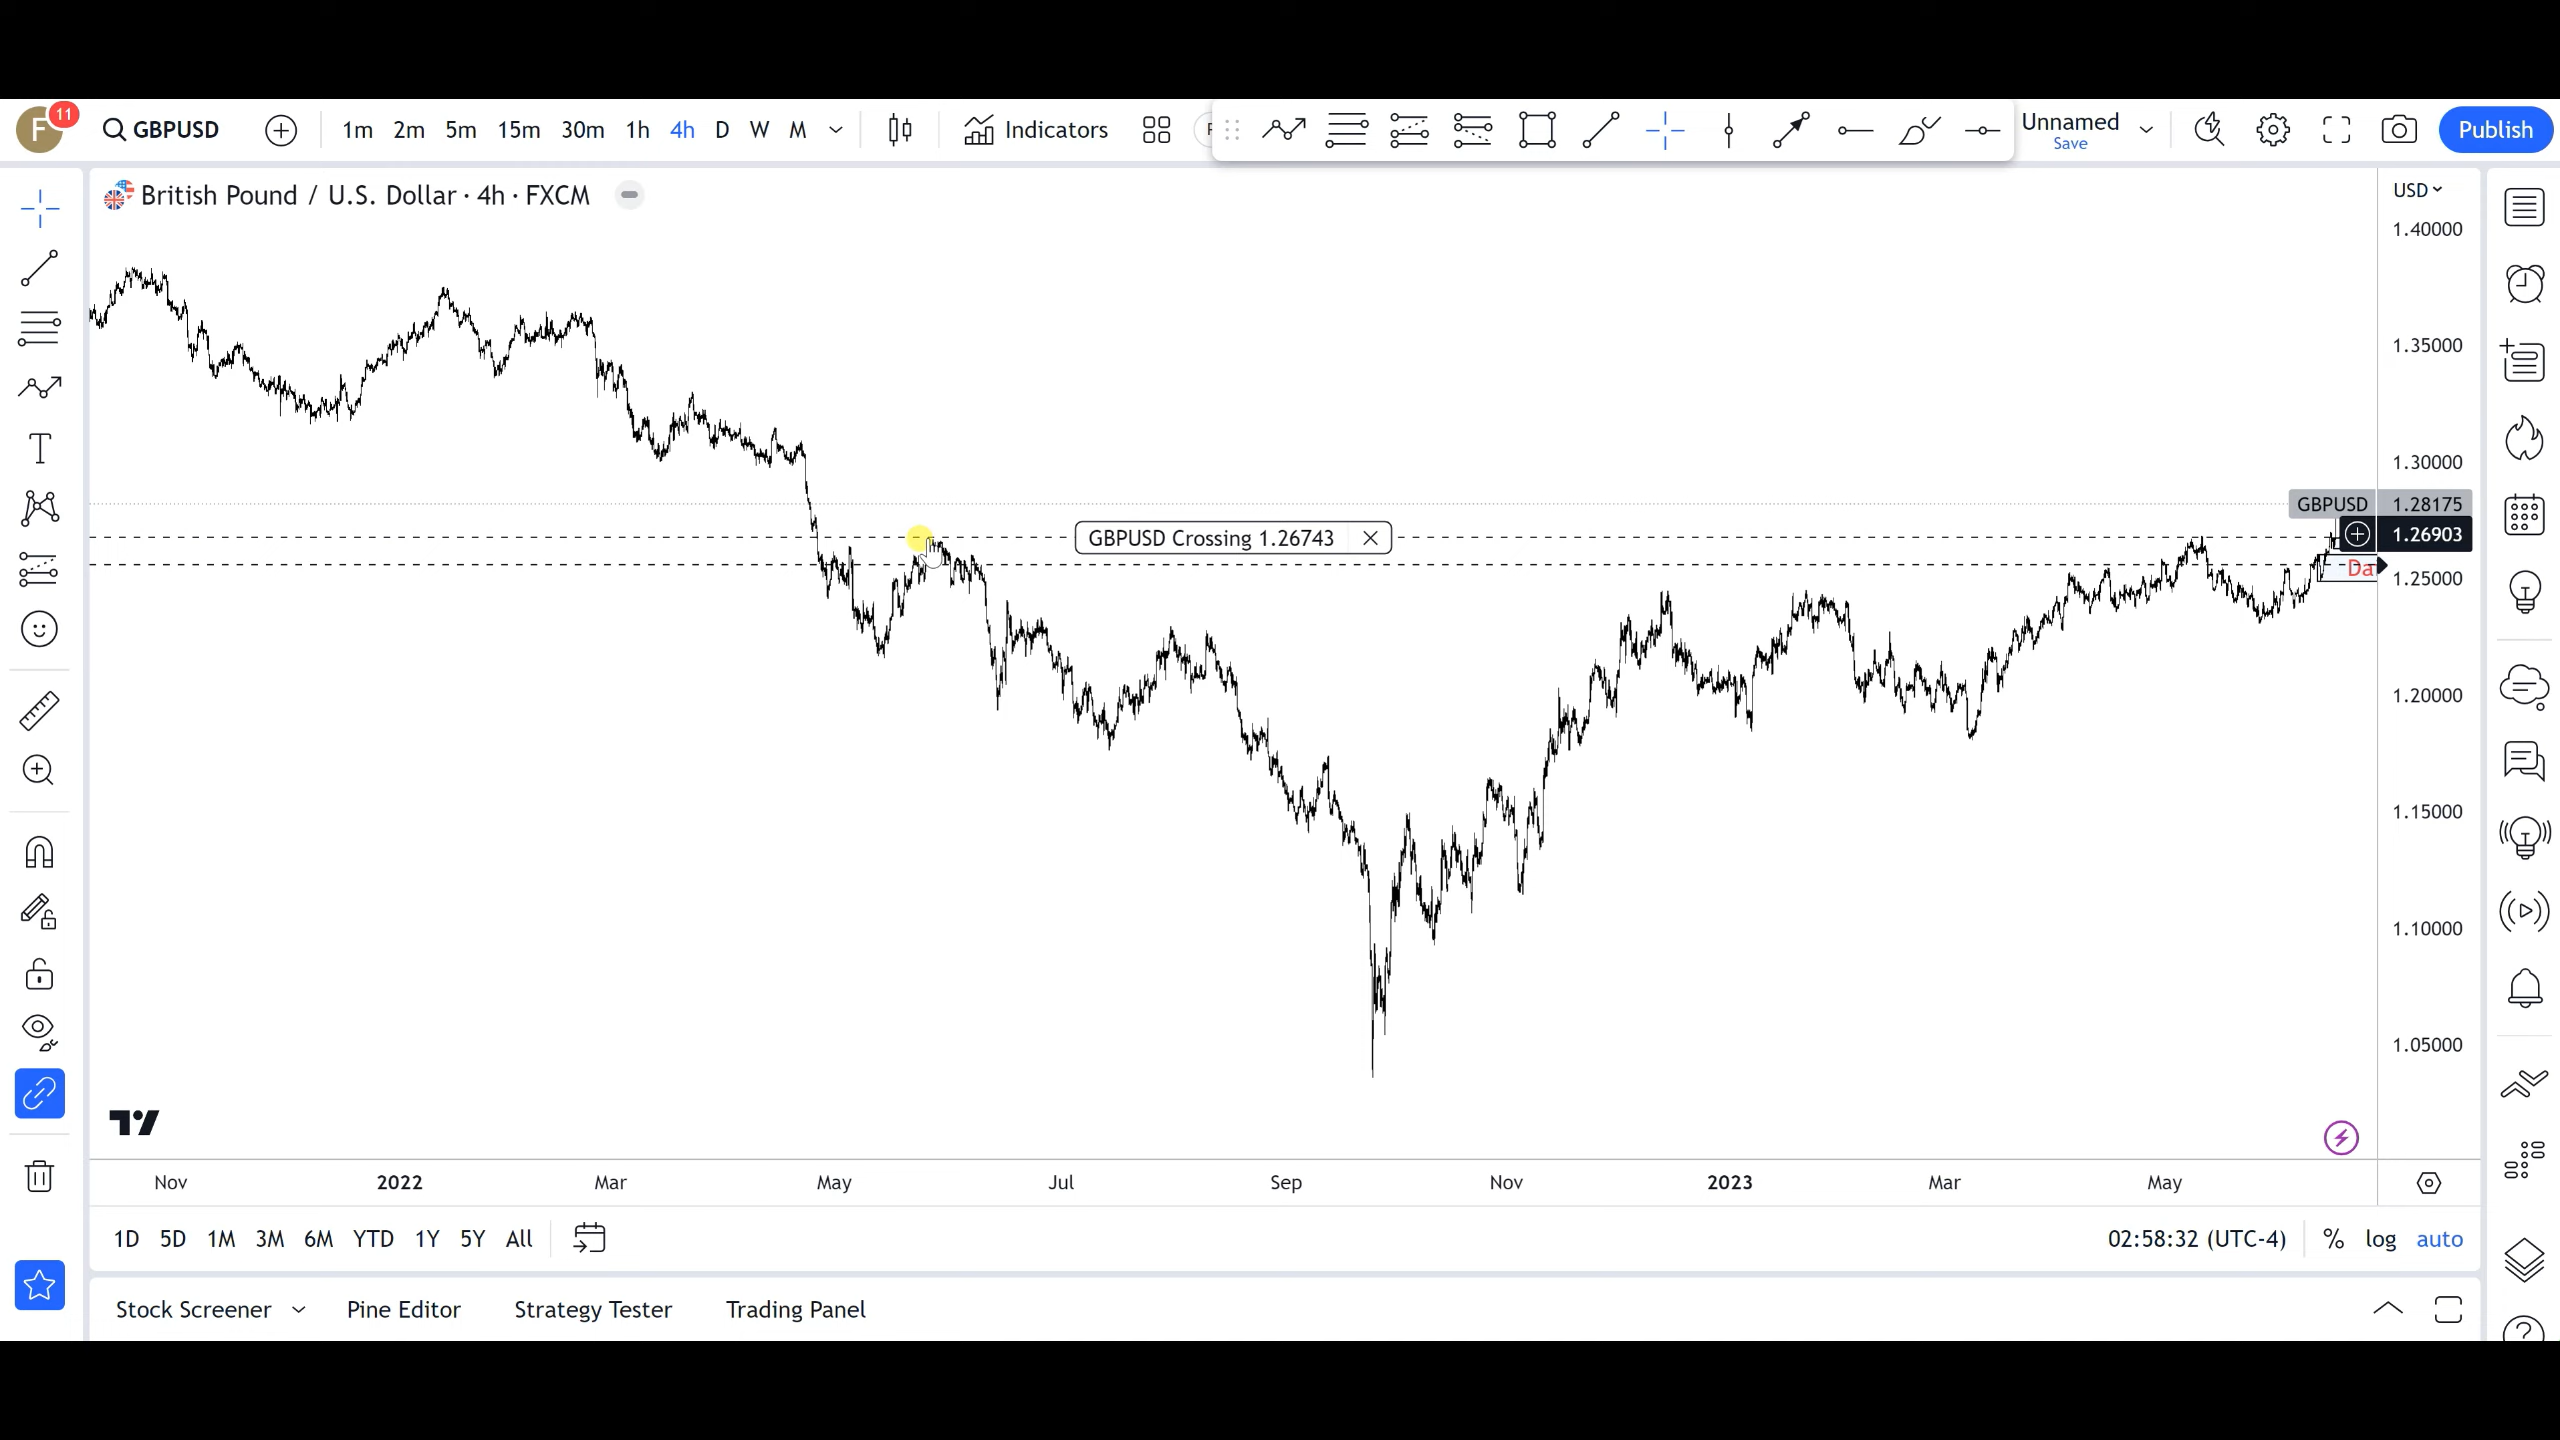 11
F
GBPUSD
1m 2m 5m 15m 30m 1h 4h D W M
Indicators
Unnamed
Save
Publish
British Pound / U.S. Dollar · 4h · FXCM
USD
1.40000
1.35000
1.30000
GBPUSD 1.28175
GBPUSD Crossing 1.26743
1.26903
Da
1.25000
1.20000
1.15000
1.10000
1.05000
Nov 2022 Mar May Jul Sep Nov 2023 Mar May
1D 5D 1M 3M 6M YTD 1Y 5Y All
02:58:32 (UTC-4) % log auto
Stock Screener Pine Editor Strategy Tester Trading Panel